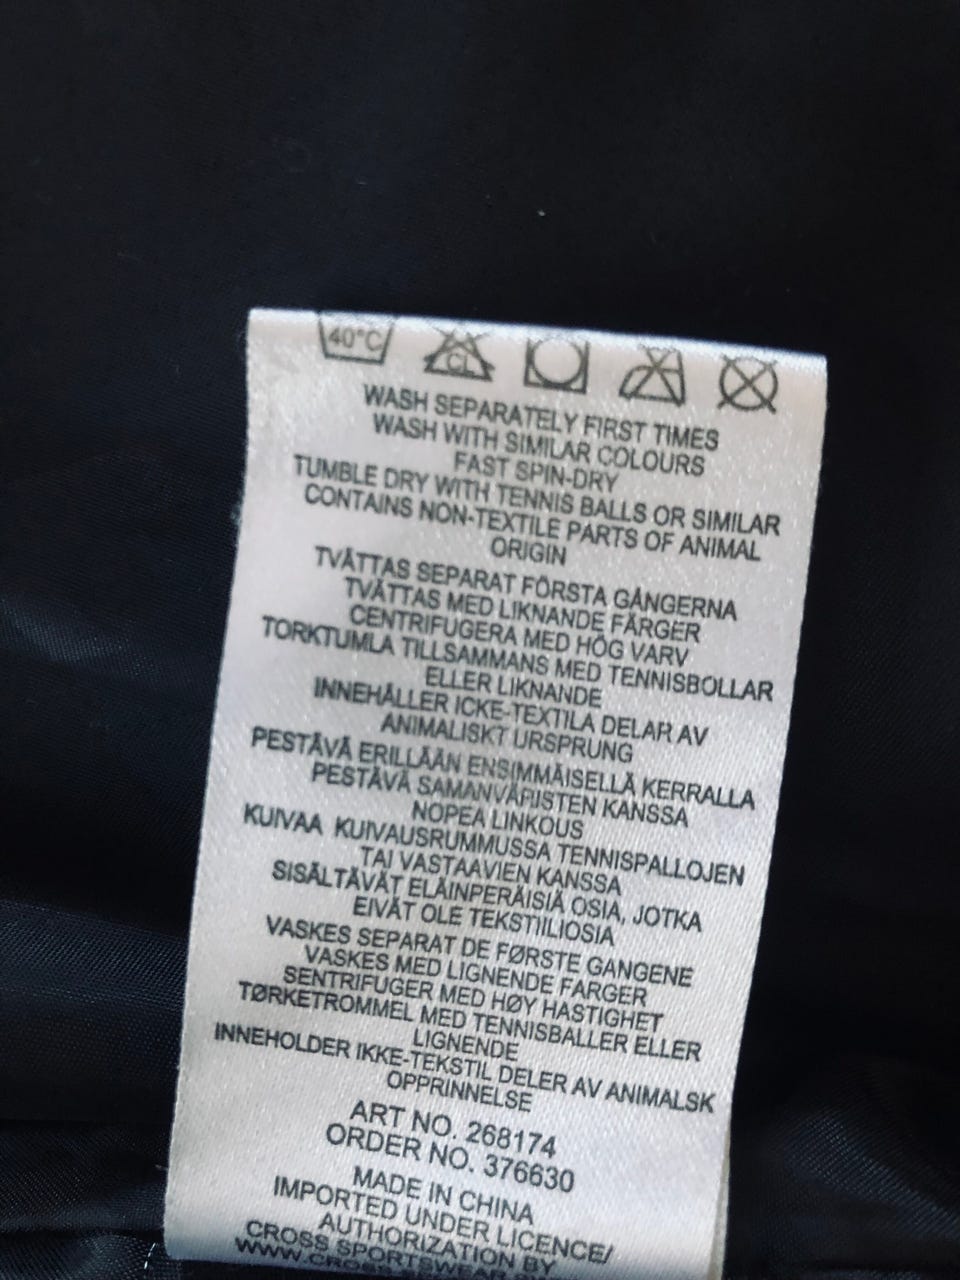 40°C CL
WASH SEPARATELY FIRST TIMES
WASH WITH SIMILAR COLOURS
FAST SPIN-DRY
TUMBLE DRY WITH TENNIS BALLS OR SIMILAR
CONTAINS NON-TEXTILE PARTS OF ANIMAL
ORIGIN
TVÄTTAS SEPARAT FÖRSTA GÅNGERNA
TVÄTTAS MED LIKNANDE FÄRGER
CENTRIFUGERA MED HÖG VARV
TORKTUMLA TILLSAMMANS MED TENNISBOLLAR
ELLER LIKNANDE
INNEHÅLLER ICKE-TEXTILA DELAR AV
ANIMALISKT URSPRUNG
PESTÄVÄ ERILLÄÄN ENSIMMÄISELLÄ KERRALLA
PESTÄVÄ SAMANVÄRISTEN KANSSA
NOPEA LINKOUS
KUIVAA KUIVAUSRUMMUSSA TENNISPALLOJEN
TAI VASTAAVIEN KANSSA
SISÄLTÄVÄT ELÄINPERÄISIÄ OSIA, JOTKA
EIVÄT OLE TEKSTIILIOSIA
VASKES SEPARAT DE FØRSTE GANGENE
VASKES MED LIGNENDE FARGER
SENTRIFUGER MED HØY HASTIGHET
TØRKETROMMEL MED TENNISBALLER ELLER
LIGNENDE
INNEHOLDER IKKE-TEKSTIL DELER AV ANIMALSK
OPPRINNELSE
ART NO. 268174
ORDER NO. 376630
MADE IN CHINA
IMPORTED UNDER LICENCE/
AUTHORIZATION BY
CROSS SPORTSWEAR